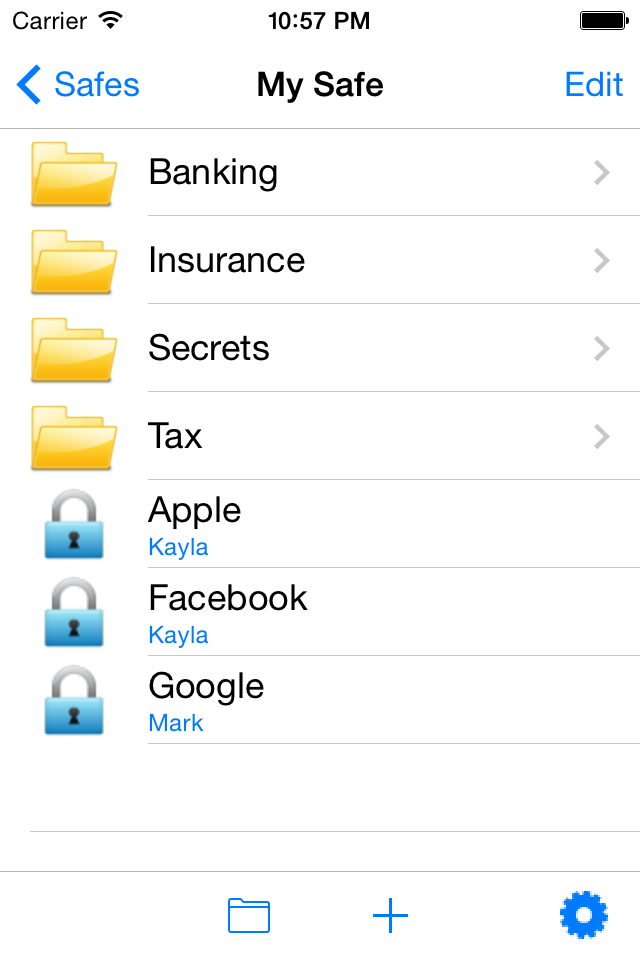 Carrier 10:57 PM
Safes My Safe Edit
Banking
Insurance
Secrets
Tax
Apple
Kayla
Facebook
Kayla
Google
Mark